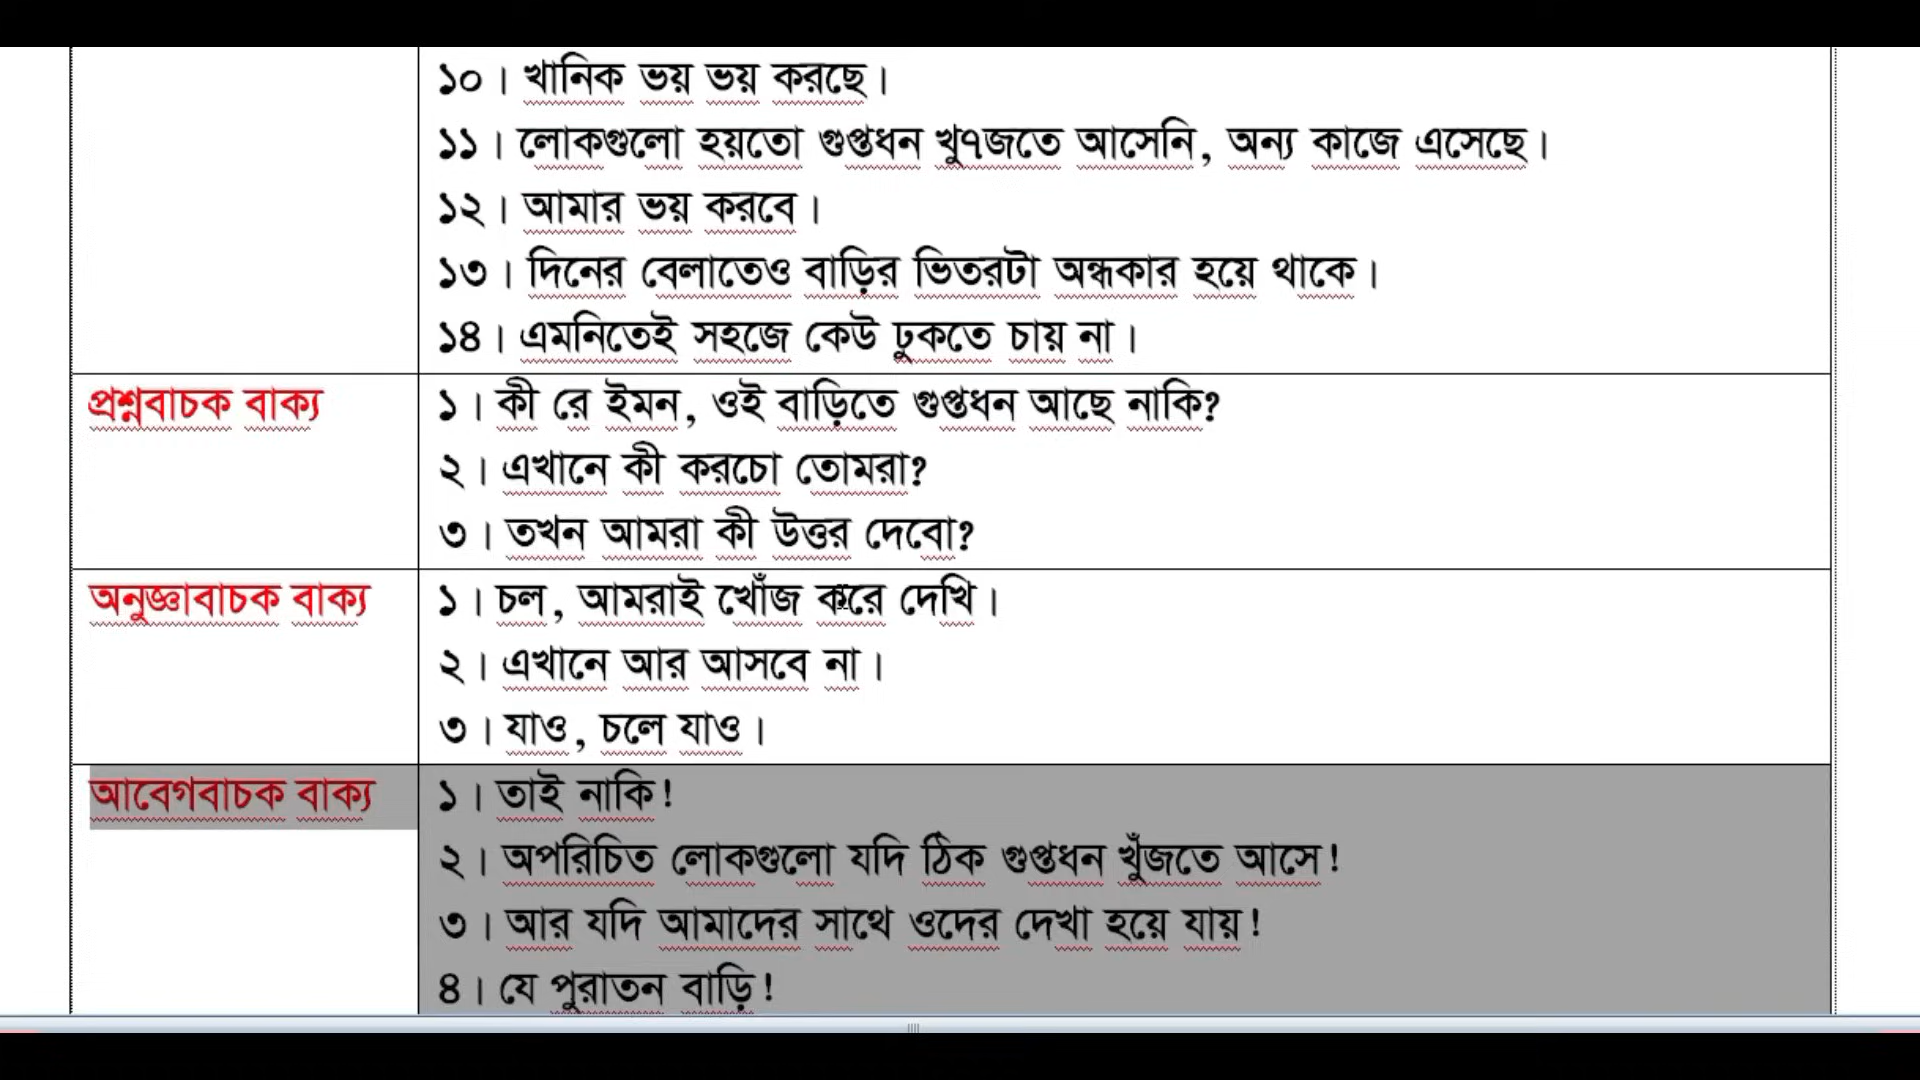 ১০। খানিক ভয় ভয় করছে।
১১। লোকগুলো হয়তো গুপ্তধন খু৭জতে আসেনি, অন্য কাজে এসেছে।
১২। আমার ভয় করবে।
১৩। দিনের বেলাতেও বাড়ির ভিতরটা অন্ধকার হয়ে থাকে।
১৪। এমনিতেই সহজে কেউ ঢুকতে চায় না।
প্রশ্নবাচক বাক্য ১। কী রে ইমন, ওই বাড়িতে গুপ্তধন আছে নাকি?
২। এখানে কী করচো তোমরা?
৩। তখন আমরা কী উত্তর দেবো?
অনুজ্ঞাবাচক বাক্য ১। চল, আমরাই খোঁজ করে দেখি।
২। এখানে আর আসবে না।
৩। যাও, চলে যাও।
আবেগবাচক বাক্য ১। তাই নাকি!
২। অপরিচিত লোকগুলো যদি ঠিক গুপ্তধন খুঁজতে আসে!
৩। আর যদি আমাদের সাথে ওদের দেখা হয়ে যায়!
৪। যে পুরাতন বাড়ি!